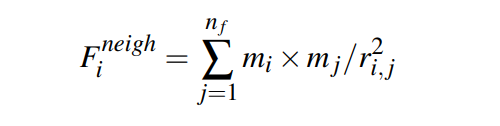 $F_i^{neigh} = \sum_{j=1}^{n_f} m_i \times m_j / r_{i,j}^2$